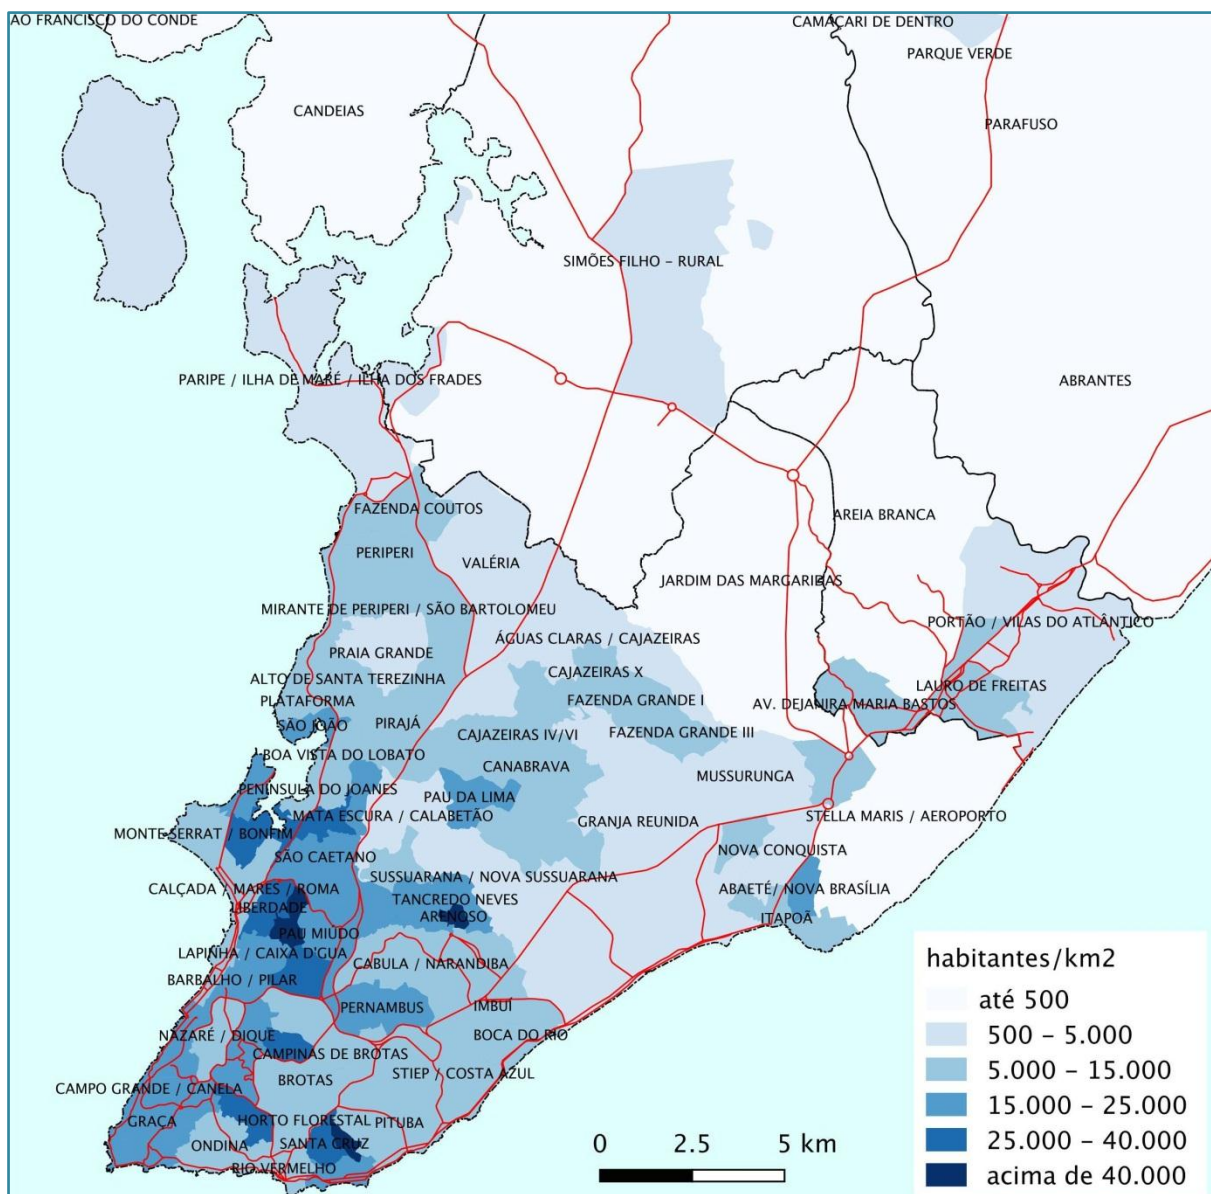 AO FRANCISCO DO CONDE
CAMAÇARI DE DENTRO
PARQUE VERDE
CANDEIAS
PARAFUSO
SIMÕES FILHO - RURAL
PARIPE / ILHA DE MARÉ / ILHA DOS FRADES
ABRANTES
FAZENDA COUTOS
AREIA BRANCA
PERIPERI
VALÉRIA
JARDIM DAS MARGARIDAS
MIRANTE DE PERIPERI / SÃO BARTOLOMEU
PORTÃO / VILAS DO ATLÂNTICO
ÁGUAS CLARAS / CAJAZEIRAS
PRAIA GRANDE
CAJAZEIRAS X
ALTO DE SANTA TEREZINHA
LAURO DE FREITAS
PLATAFORMA
FAZENDA GRANDE I
AV. DEJANIRA MARIA BASTOS
SÃO JOÃO
PIRAJÁ
CAJAZEIRAS IV/VI
FAZENDA GRANDE III
BOA VISTA DO LOBATO
CANABRAVA
MUSSURUNGA
PENÍNSULA DO JOANES
PAU DA LIMA
MATA ESCURA / CALABETÃO
GRANJA REUNIDA
STELLA MARIS / AEROPORTO
MONTE SERRAT / BONFIM
SÃO CAETANO
NOVA CONQUISTA
SUSSUARANA / NOVA SUSSUARANA
CALÇADA / MARES / ROMA
ABAETÉ/ NOVA BRASÍLIA
LIBERDADE
TANCREDO NEVES
ARENOSO
ITAPOÃ
PAU MIÚDO
LAPINHA / CAIXA D'GUA
CABULA / NARANDIBA
BARBALHO / PILAR
PERNAMBUS
IMBUÍ
NAZARÉ / DIQUE
BOCA DO RIO
CAMPINAS DE BROTAS
STIEP / COSTA AZUL
BROTAS
CAMPO GRANDE / CANELA
GRAÇA
HORTO FLORESTAL
PITUBA
ONDINA
SANTA CRUZ
RIO VERMELHO
0 2.5 5 km
habitantes/km2
até 500
500 - 5.000
5.000 - 15.000
15.000 - 25.000
25.000 - 40.000
acima de 40.000